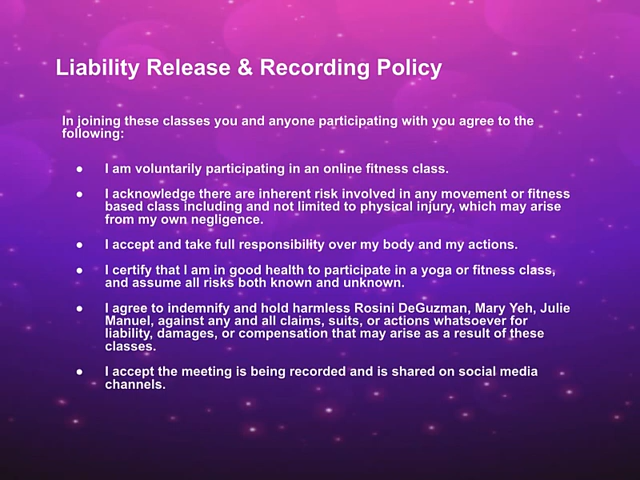 Liability Release & Recording Policy
In joining these classes you and anyone participating with you agree to the
following:
● I am voluntarily participating in an online fitness class.
● I acknowledge there are inherent risk involved in any movement or fitness
based class including and not limited to physical injury, which may arise
from my own negligence.
● I accept and take full responsibility over my body and my actions.
● I certify that I am in good health to participate in a yoga or fitness class,
and assume all risks both known and unknown.
● I agree to indemnify and hold harmless Rosini DeGuzman, Mary Yeh, Julie
Manuel, against any and all claims, suits, or actions whatsoever for
liability, damages, or compensation that may arise as a result of these
classes.
● I accept the meeting is being recorded and is shared on social media
channels.